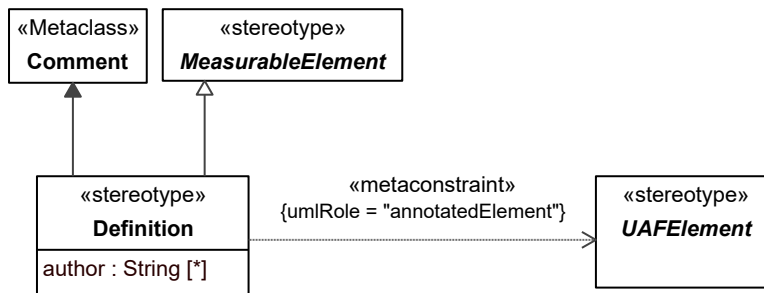 «Metaclass»
Comment
«stereotype»
MeasurableElement
«stereotype»
Definition
author : String [*]
«metaconstraint»
{umlRole = "annotatedElement"}
«stereotype»
UAFElement